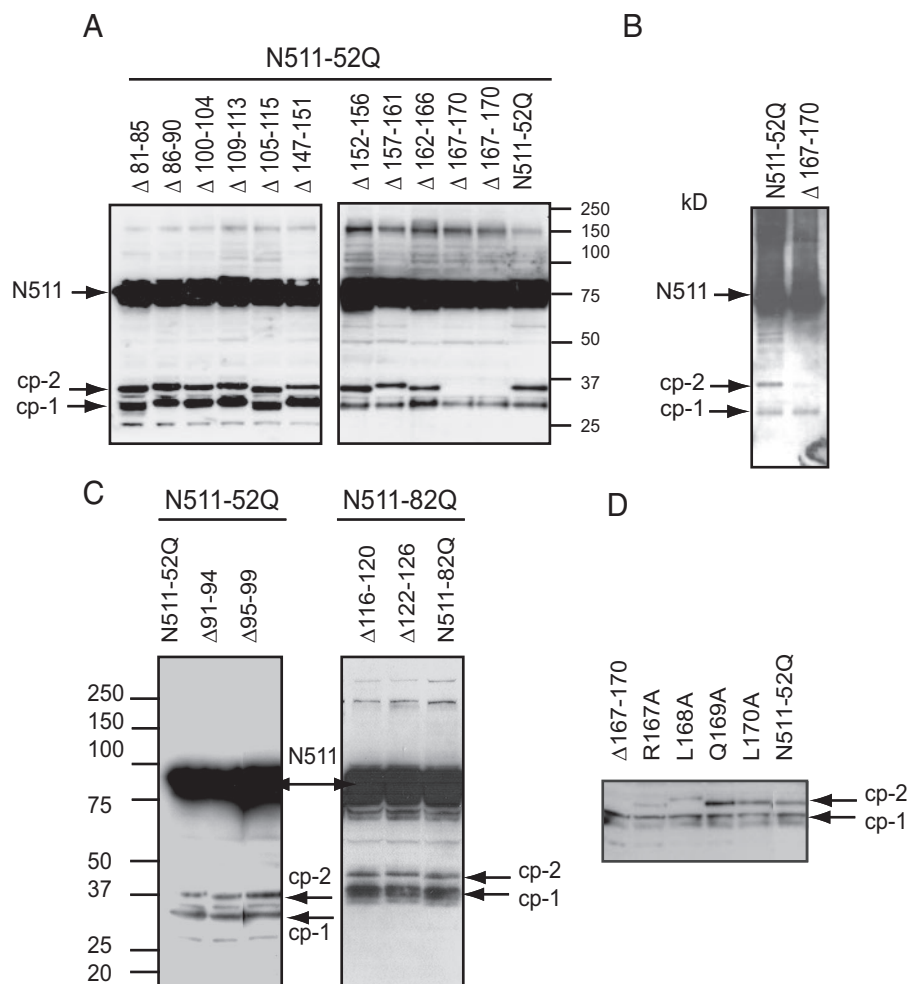 A
N511-52Q
Δ 81-85
Δ 86-90
Δ 100-104
Δ 109-113
Δ 105-115
Δ 147-151
Δ 152-156
Δ 157-161
Δ 162-166
Δ 167-170
Δ 167- 170
N511-52Q
N511
cp-2
cp-1
250
150
100
75
50
37
25
B
kD
N511-52Q
Δ 167-170
N511
cp-2
cp-1
C
N511-52Q
N511-52Q
Δ91-94
Δ95-99
250
150
100
75
50
37
25
20
N511
cp-2
cp-1
N511-82Q
Δ116-120
Δ122-126
N511-82Q
cp-2
cp-1
D
Δ167-170
R167A
L168A
Q169A
L170A
N511-52Q
cp-2
cp-1